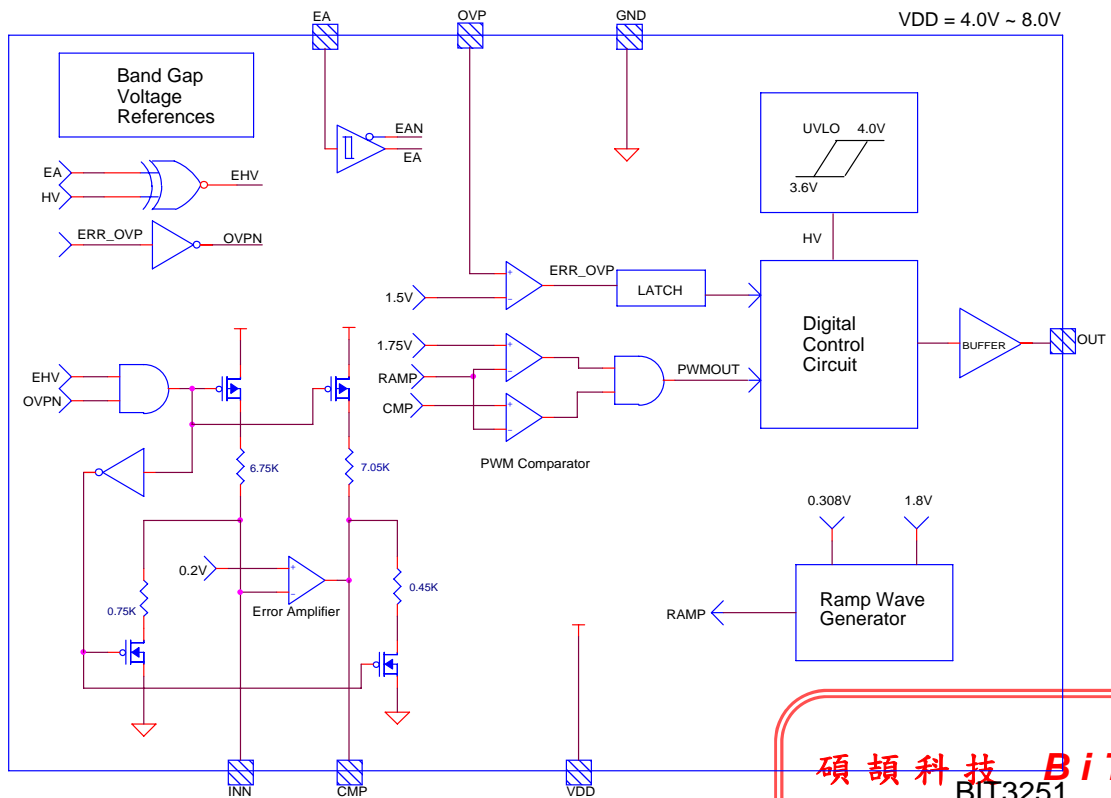 EA
OVP
GND
VDD = 4.0V ~ 8.0V
Band Gap
Voltage
References
EAN
EA
UVLO
4.0V
3.6V
EA
HV
EHV
ERR_OVP
OVPN
HV
ERR_OVP
LATCH
1.5V
Digital
Control
Circuit
BUFFER
OUT
1.75V
RAMP
CMP
PWMOUT
PWM Comparator
EHV
OVPN
6.75K
7.05K
0.308V
1.8V
0.2V
Error Amplifier
0.75K
0.45K
RAMP
Ramp Wave
Generator
碩頡科技 BiT
BIT3251
INN
CMP
VDD